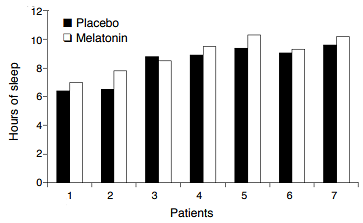 12
10
8
6
4
2
0
Hours of sleep
Placebo
Melatonin
1 2 3 4 5 6 7
Patients